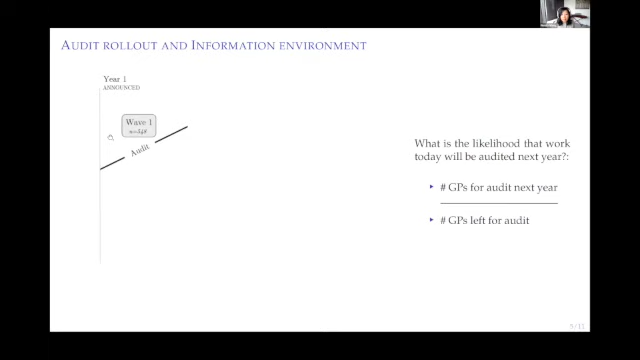 AUDIT ROLLOUT AND INFORMATION ENVIRONMENT
Year 1
ANNOUNCED
Wave 1
Audit
What is the likelihood that work
today will be audited next year?:
# GPs for audit next year
# GPs left for audit